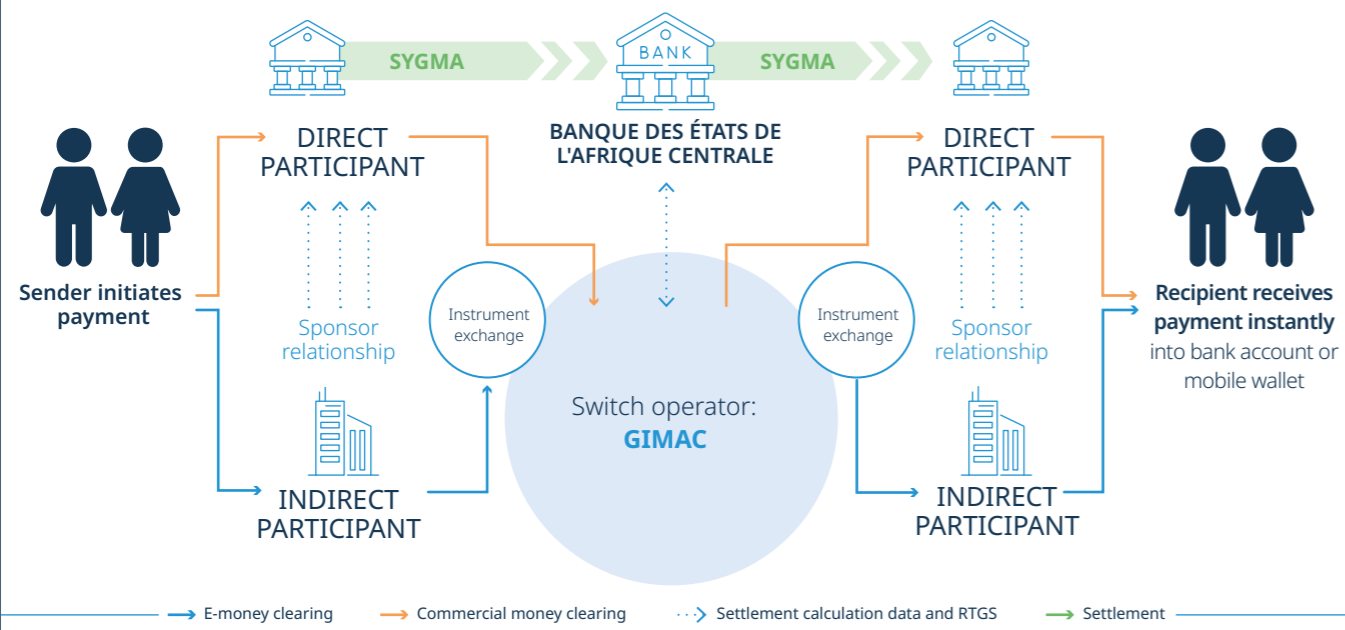 SYGMA
BANK
SYGMA
DIRECT
PARTICIPANT
BANQUE DES ÉTATS DE
L'AFRIQUE CENTRALE
DIRECT
PARTICIPANT
Sender initiates
payment
Sponsor
relationship
Instrument
exchange
Instrument
exchange
Sponsor
relationship
Recipient receives
payment instantly
into bank account or
mobile wallet
Switch operator:
GIMAC
INDIRECT
PARTICIPANT
INDIRECT
PARTICIPANT
E-money clearing
Commercial money clearing
Settlement calculation data and RTGS
Settlement